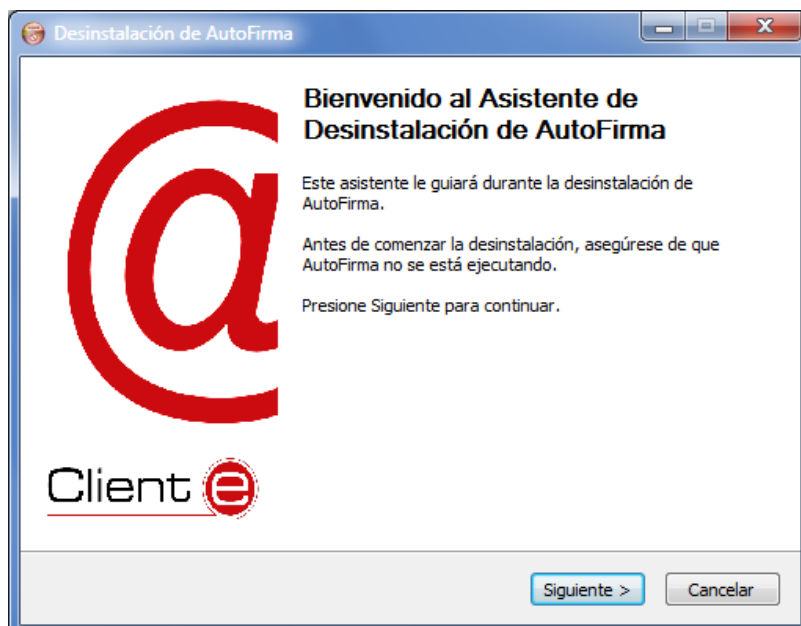 Desinstalación de AutoFirma
Bienvenido al Asistente de
Desinstalación de AutoFirma
Este asistente le guiará durante la desinstalación de
AutoFirma.
Antes de comenzar la desinstalación, asegúrese de que
AutoFirma no se está ejecutando.
Presione Siguiente para continuar.
@
Client e
Siguiente >
Cancelar